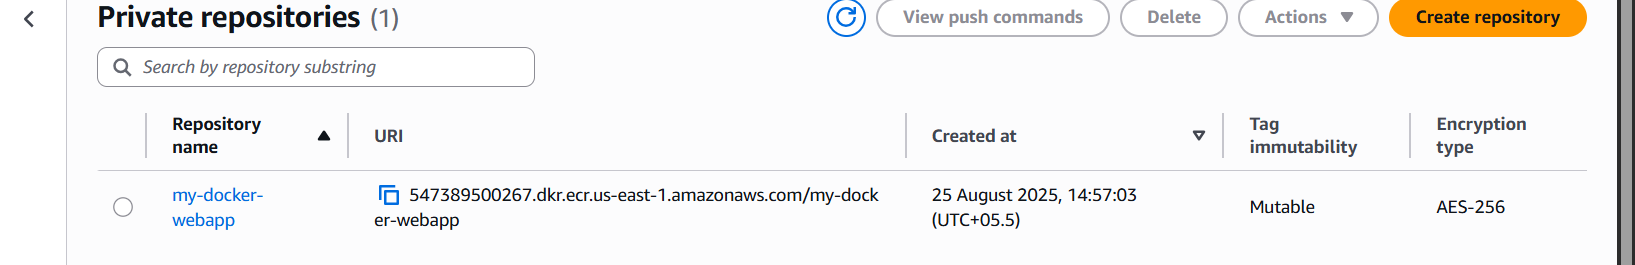 Private repositories (1)
View push commands
Delete
Actions
Create repository
Search by repository substring
Repository name
URI
Created at
Tag immutability
Encryption type
my-docker-
webapp
547389500267.dkr.ecr.us-east-1.amazonaws.com/my-dock
er-webapp
25 August 2025, 14:57:03
(UTC+05.5)
Mutable
AES-256